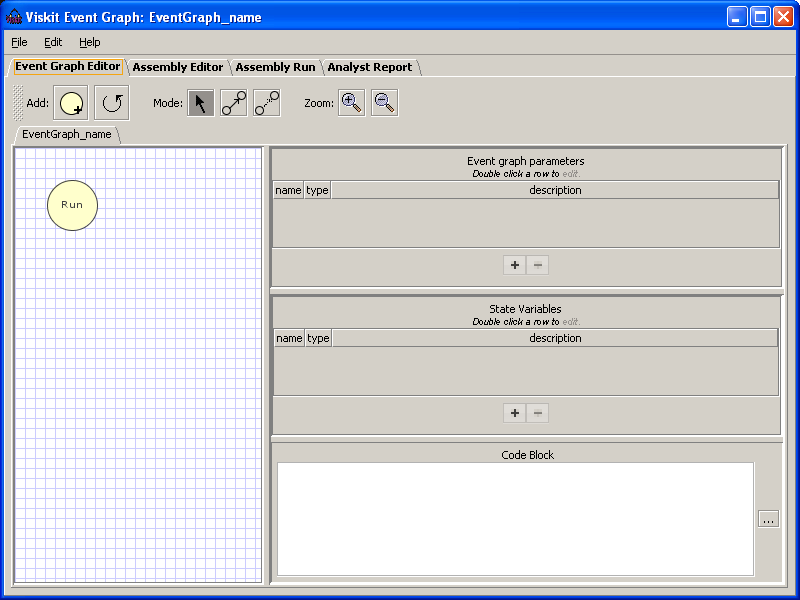 Viskit Event Graph: EventGraph_name
File Edit Help
Event Graph Editor Assembly Editor Assembly Run Analyst Report
Add: Mode: Zoom:
EventGraph_name
Run
Event graph parameters
Double click a row to edit.
name type description
+ −
State Variables
Double click a row to edit.
name type description
+ −
Code Block
...